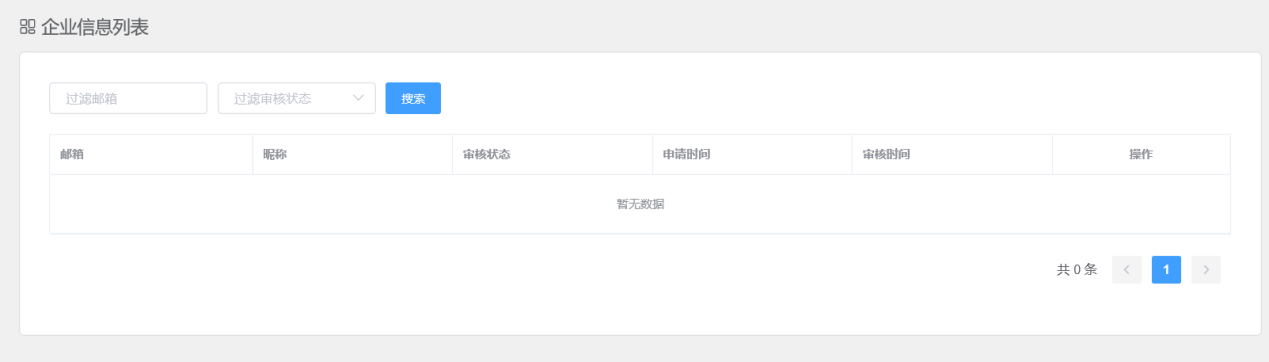 企业信息列表
过滤邮箱 过滤审核状态 搜索
邮箱 昵称 审核状态 申请时间 审核时间 操作
暂无数据
共 0 条 1